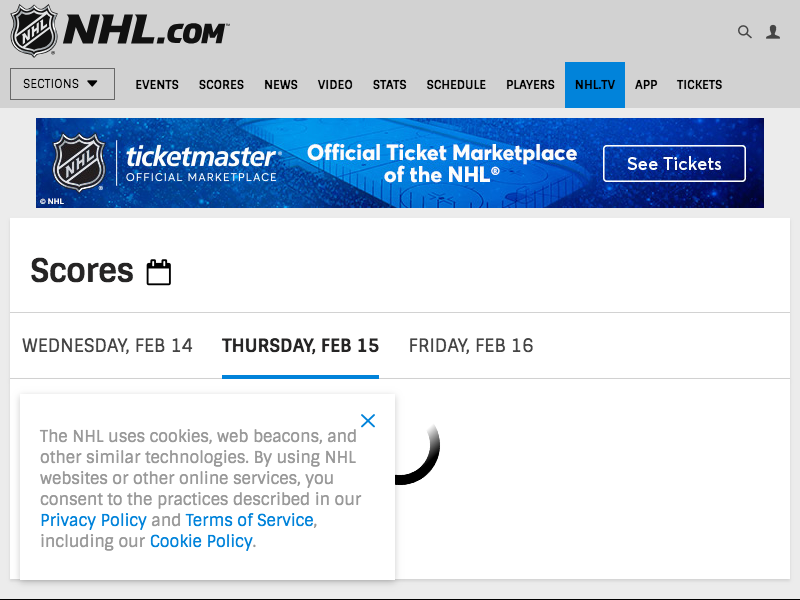 NHL NHL.COM™
SECTIONS EVENTS SCORES NEWS VIDEO STATS SCHEDULE PLAYERS NHL.TV APP TICKETS
NHL ticketmaster® Official Ticket Marketplace
OFFICIAL MARKETPLACE of the NHL® See Tickets
© NHL
Scores
WEDNESDAY, FEB 14 THURSDAY, FEB 15 FRIDAY, FEB 16
The NHL uses cookies, web beacons, and
other similar technologies. By using NHL
websites or other online services, you
consent to the practices described in our
Privacy Policy and Terms of Service,
including our Cookie Policy.